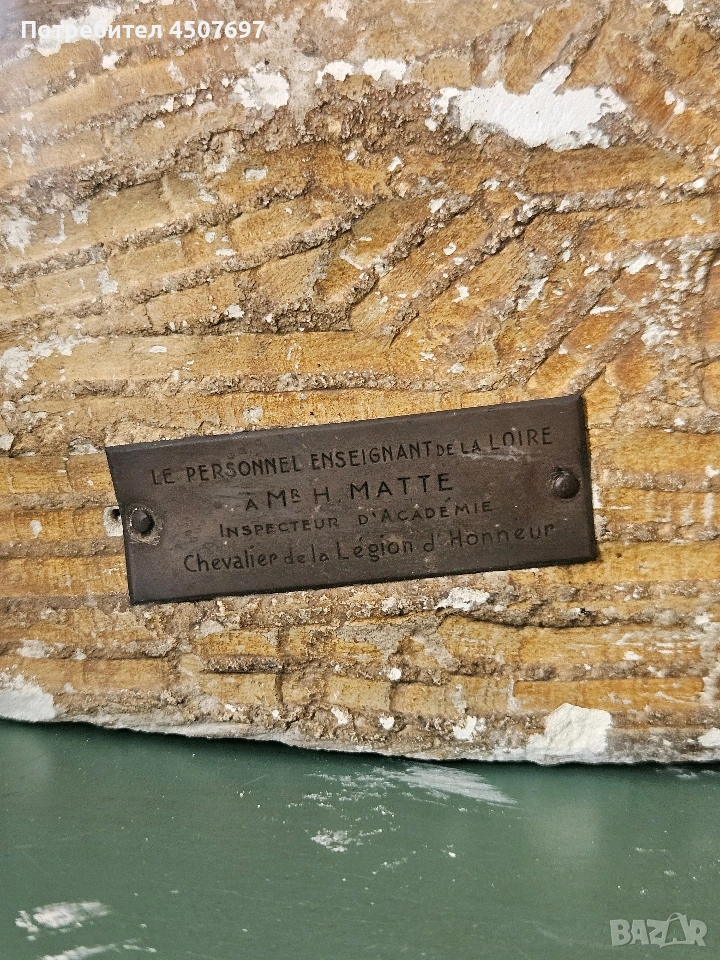 Потребител 4507697
LE PERSONNEL ENSEIGNANT DE LA LOIRE
À MR H. MATTE
INSPECTEUR D'ACADÉMIE
Chevalier de la Légion d'Honneur
BAZAR